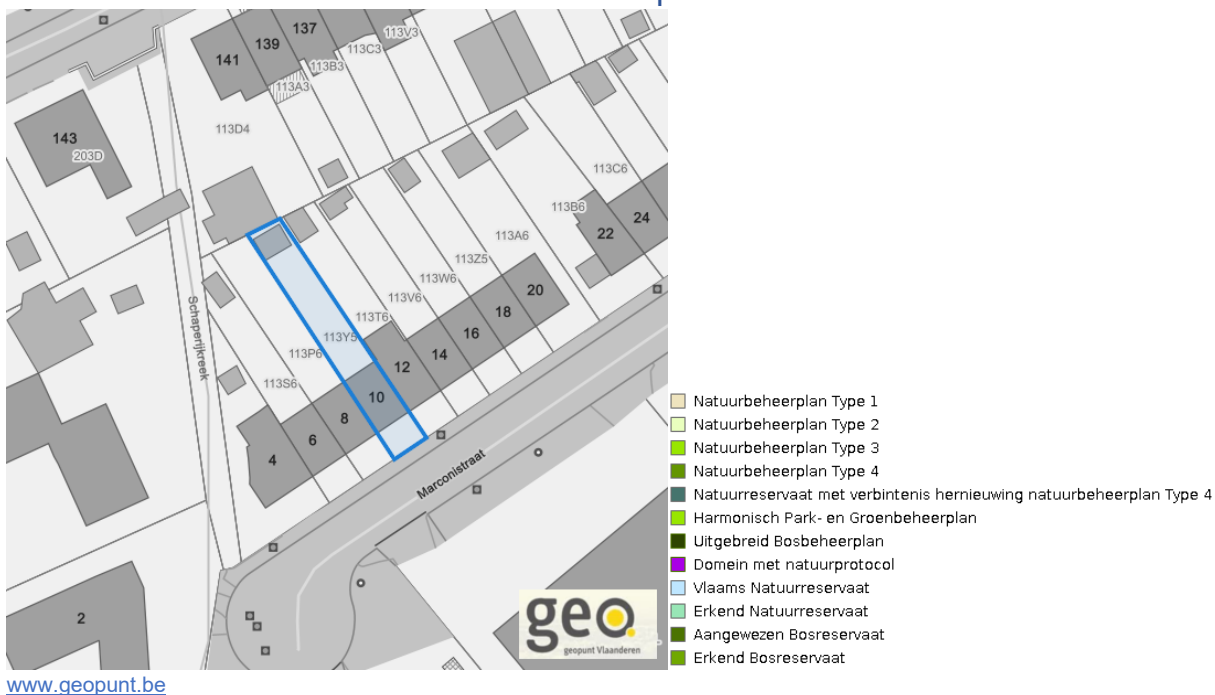 137
113V3
139
113C3
141
113B3
113A3
113D4
143
203D
113C6
113B6
24
22
113A6
113Z5
113W6
20
Schaperijkreek
113V6
18
113T6
16
113Y5
14
113P6
12
113S6
10
8
6
4
Marconistraat
2
geo
geopunt Vlaanderen
Natuurbeheerplan Type 1
Natuurbeheerplan Type 2
Natuurbeheerplan Type 3
Natuurbeheerplan Type 4
Natuurreservaat met verbintenis hernieuwing natuurbeheerplan Type 4
Harmonisch Park- en Groenbeheerplan
Uitgebreid Bosbeheerplan
Domein met natuurprotocol
Vlaams Natuurreservaat
Erkend Natuurreservaat
Aangewezen Bosreservaat
Erkend Bosreservaat
www.geopunt.be